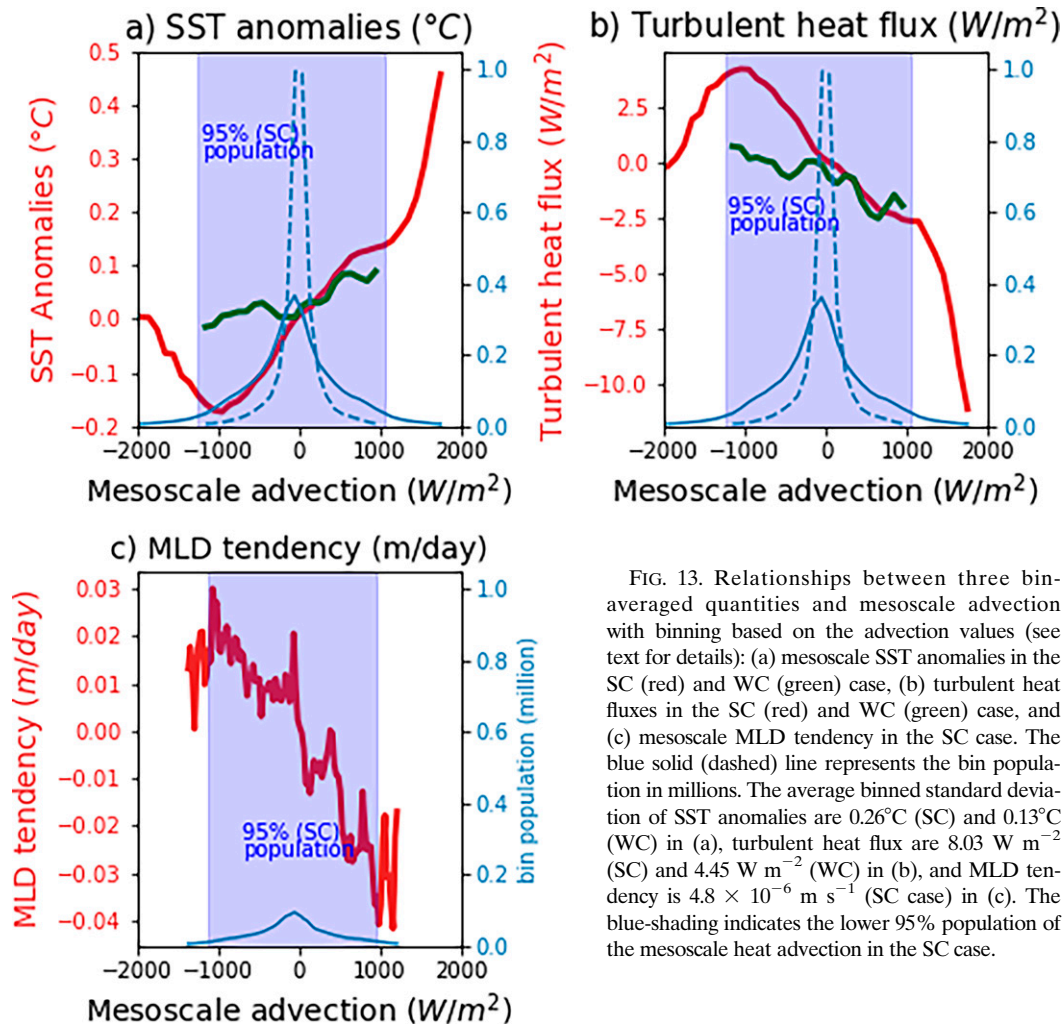 a) SST anomalies (°C)
SST Anomalies (°C)
0.5
0.4
0.3
0.2
0.1
0.0
−0.1
−0.2
1.0
0.8
0.6
0.4
0.2
0.0
95% (SC)
population
−2000 −1000 0 1000 2000
Mesoscale advection (W/m²)
b) Turbulent heat flux (W/m²)
Turbulent heat flux (W/m²)
2.5
0.0
−2.5
−5.0
−7.5
−10.0
1.0
0.8
0.6
0.4
0.2
0.0
95% (SC)
population
−2000 −1000 0 1000 2000
Mesoscale advection (W/m²)
c) MLD tendency (m/day)
MLD tendency (m/day)
0.03
0.02
0.01
0.00
−0.01
−0.02
−0.03
−0.04
1.0
0.8
0.6
0.4
0.2
0.0
bin population (million)
95% (SC)
population
−2000 −1000 0 1000 2000
Mesoscale advection (W/m²)
FIG. 13. Relationships between three bin-
averaged quantities and mesoscale advection
with binning based on the advection values (see
text for details): (a) mesoscale SST anomalies in the
SC (red) and WC (green) case, (b) turbulent heat
fluxes in the SC (red) and WC (green) case, and
(c) mesoscale MLD tendency in the SC case. The
blue solid (dashed) line represents the bin popula-
tion in millions. The average binned standard devia-
tion of SST anomalies are 0.26°C (SC) and 0.13°C
(WC) in (a), turbulent heat flux are 8.03 W m⁻²
(SC) and 4.45 W m⁻² (WC) in (b), and MLD ten-
dency is 4.8 × 10⁻⁶ m s⁻¹ (SC case) in (c). The
blue-shading indicates the lower 95% population of
the mesoscale heat advection in the SC case.